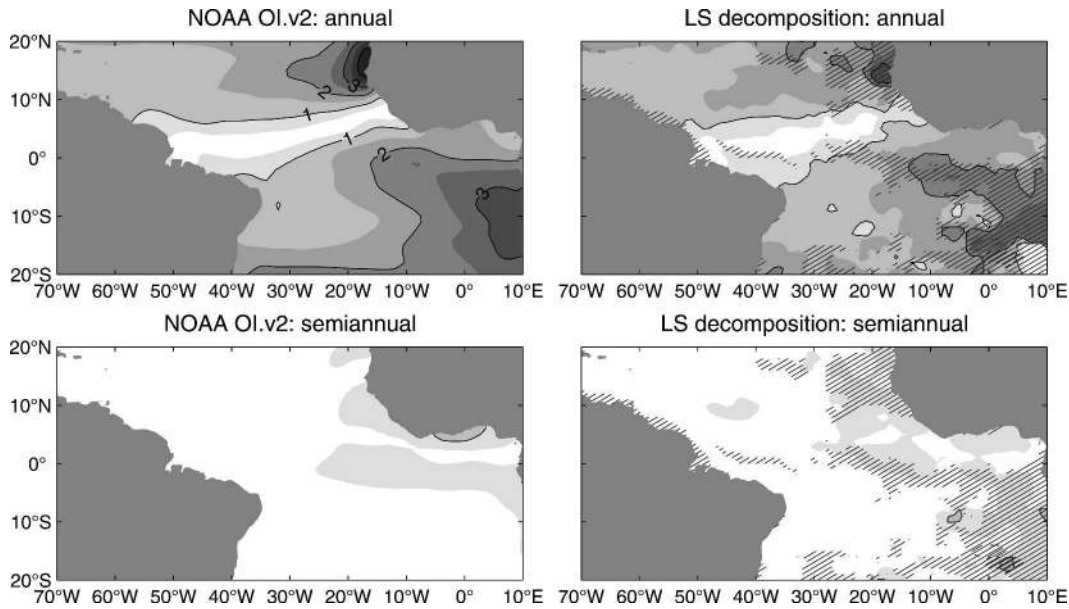 NOAA OI.v2: annual
LS decomposition: annual
20°N
10°N
0°
10°S
20°S
2
3
1
1
2
3
70°W 60°W 50°W 40°W 30°W 20°W 10°W 0° 10°E
70°W 60°W 50°W 40°W 30°W 20°W 10°W 0° 10°E
NOAA OI.v2: semiannual
LS decomposition: semiannual
20°N
10°N
0°
10°S
20°S
70°W 60°W 50°W 40°W 30°W 20°W 10°W 0° 10°E
70°W 60°W 50°W 40°W 30°W 20°W 10°W 0° 10°E